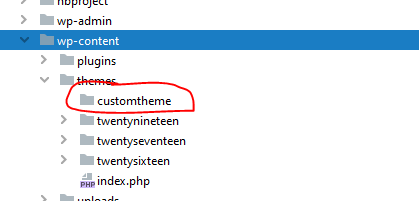 nbproject
wp-admin
wp-content
plugins
themes
customtheme
twentynineteen
twentyseventeen
twentysixteen
PHP index.php
uploads